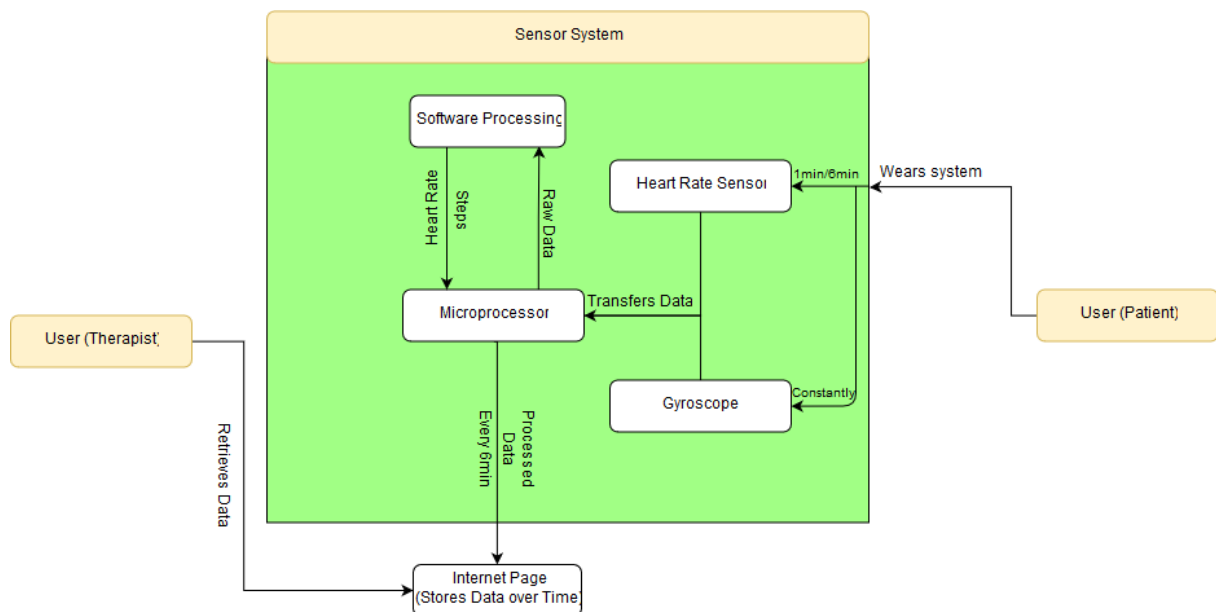 Sensor System
Software Processing
Heart Rate
Steps
Raw Data
Heart Rate Sensor
1min/6min
Wears system
Microprocessor
Transfers Data
User (Therapist)
User (Patient)
Gyroscope
Constantly
Retrieves Data
Processed
Data
Every 6min
Internet Page
(Stores Data over Time)